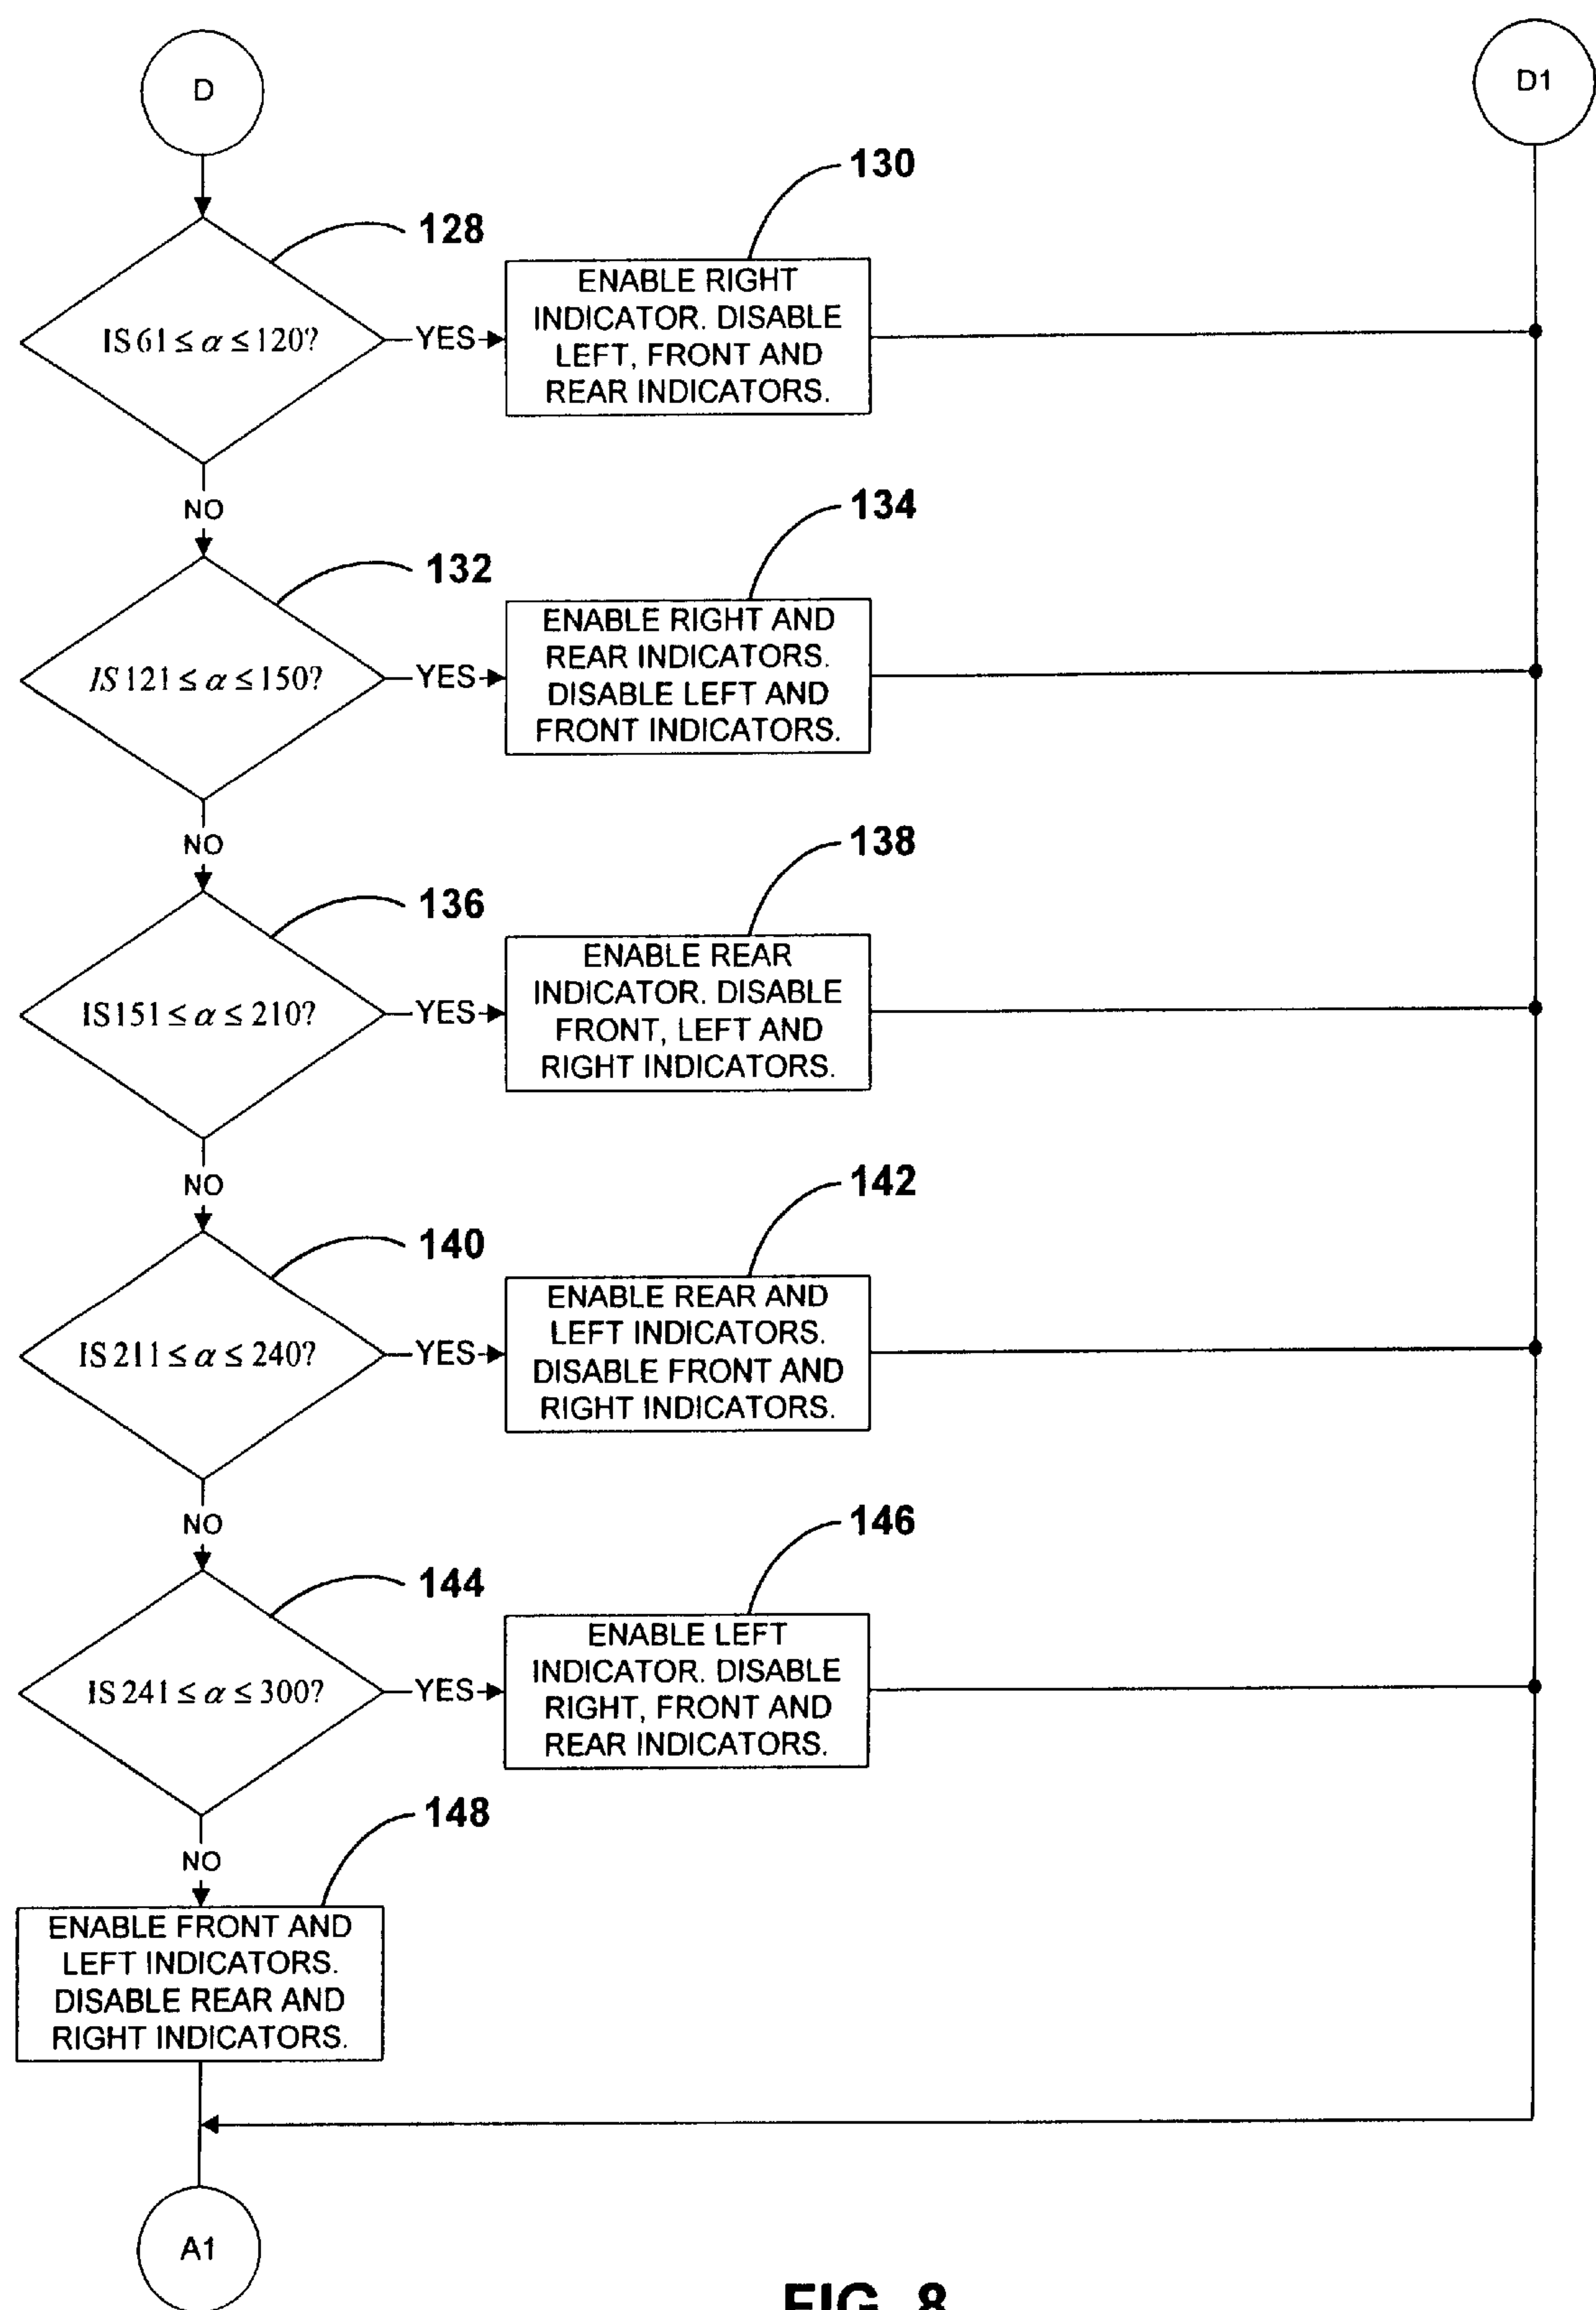 D
D1
130
128
IS 61 ≤ α ≤ 120?
YES
ENABLE RIGHT
INDICATOR. DISABLE
LEFT, FRONT AND
REAR INDICATORS.
NO
134
132
IS 121 ≤ α ≤ 150?
YES
ENABLE RIGHT AND
REAR INDICATORS.
DISABLE LEFT AND
FRONT INDICATORS.
NO
138
136
IS 151 ≤ α ≤ 210?
YES
ENABLE REAR
INDICATOR. DISABLE
FRONT, LEFT AND
RIGHT INDICATORS.
NO
142
140
IS 211 ≤ α ≤ 240?
YES
ENABLE REAR AND
LEFT INDICATORS.
DISABLE FRONT AND
RIGHT INDICATORS.
NO
146
144
IS 241 ≤ α ≤ 300?
YES
ENABLE LEFT
INDICATOR. DISABLE
RIGHT, FRONT AND
REAR INDICATORS.
148
NO
ENABLE FRONT AND
LEFT INDICATORS.
DISABLE REAR AND
RIGHT INDICATORS.
A1
FIG. 8